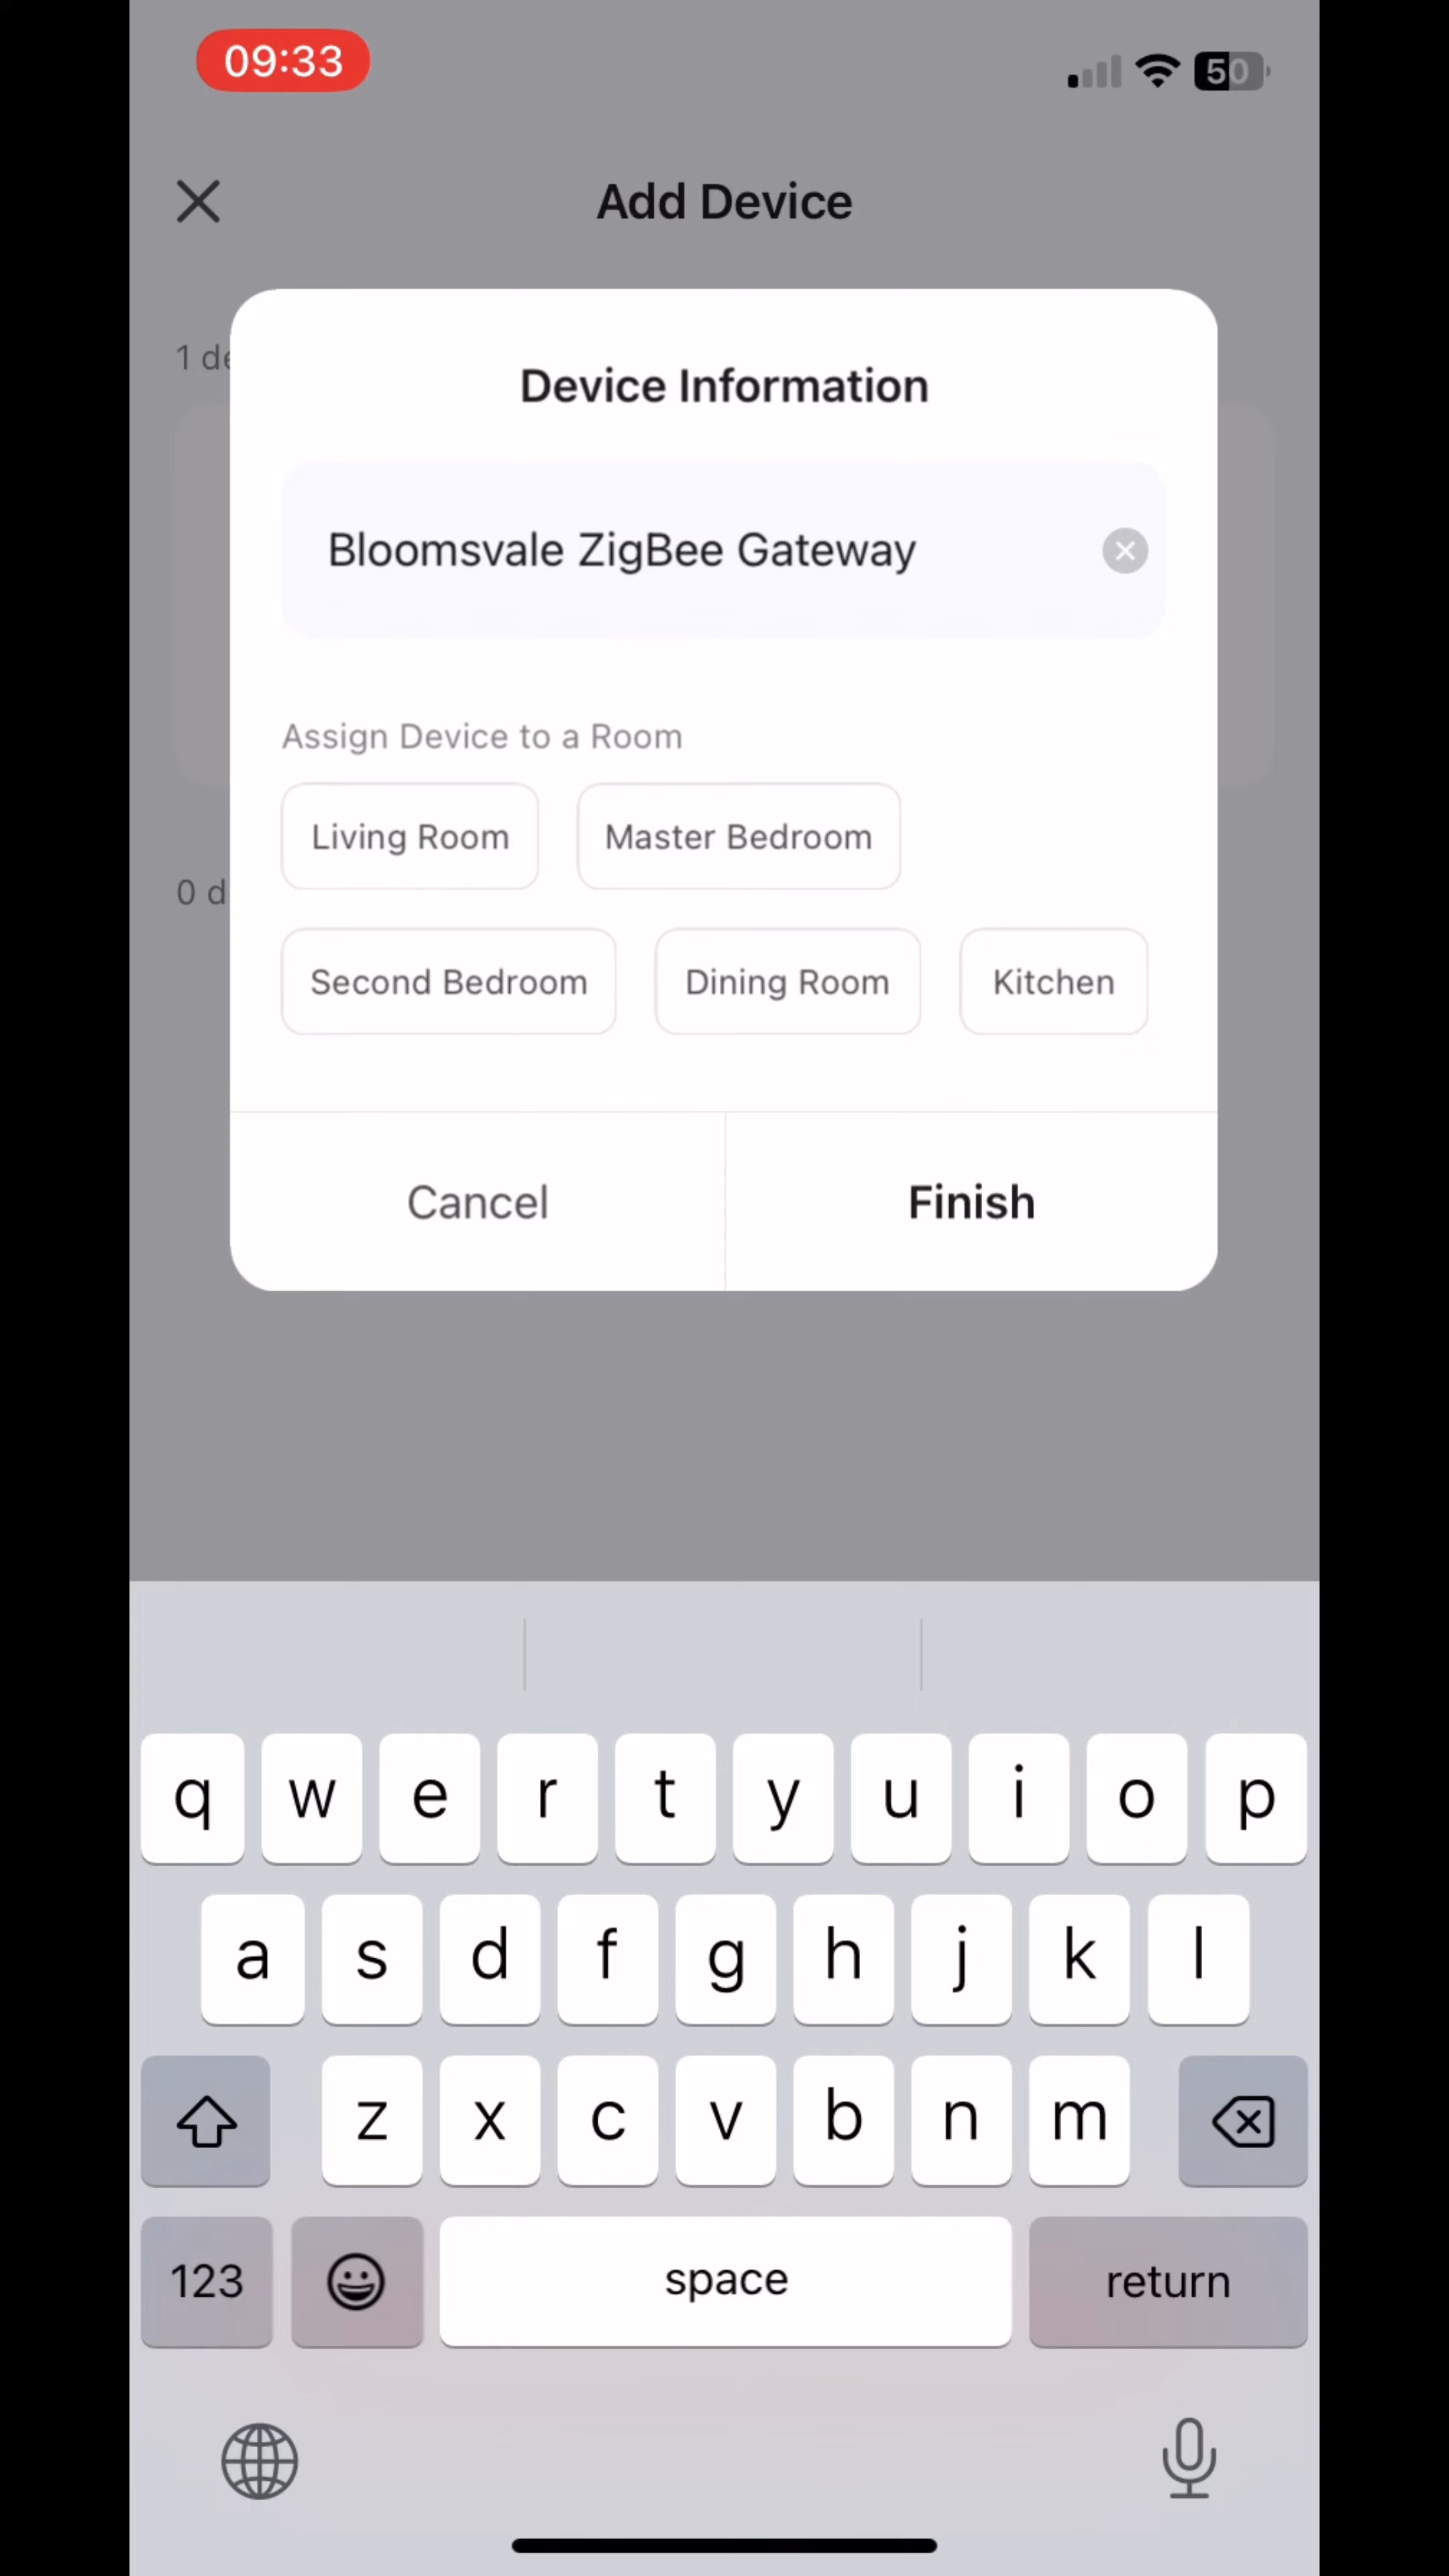 09:33
50
Add Device
1 de
Device Information
Bloomsvale ZigBee Gateway
Assign Device to a Room
Living Room Master Bedroom
0 d
Second Bedroom Dining Room Kitchen
Cancel Finish
q w e r t y u i o p
a s d f g h j k l
z x c v b n m
123 space return